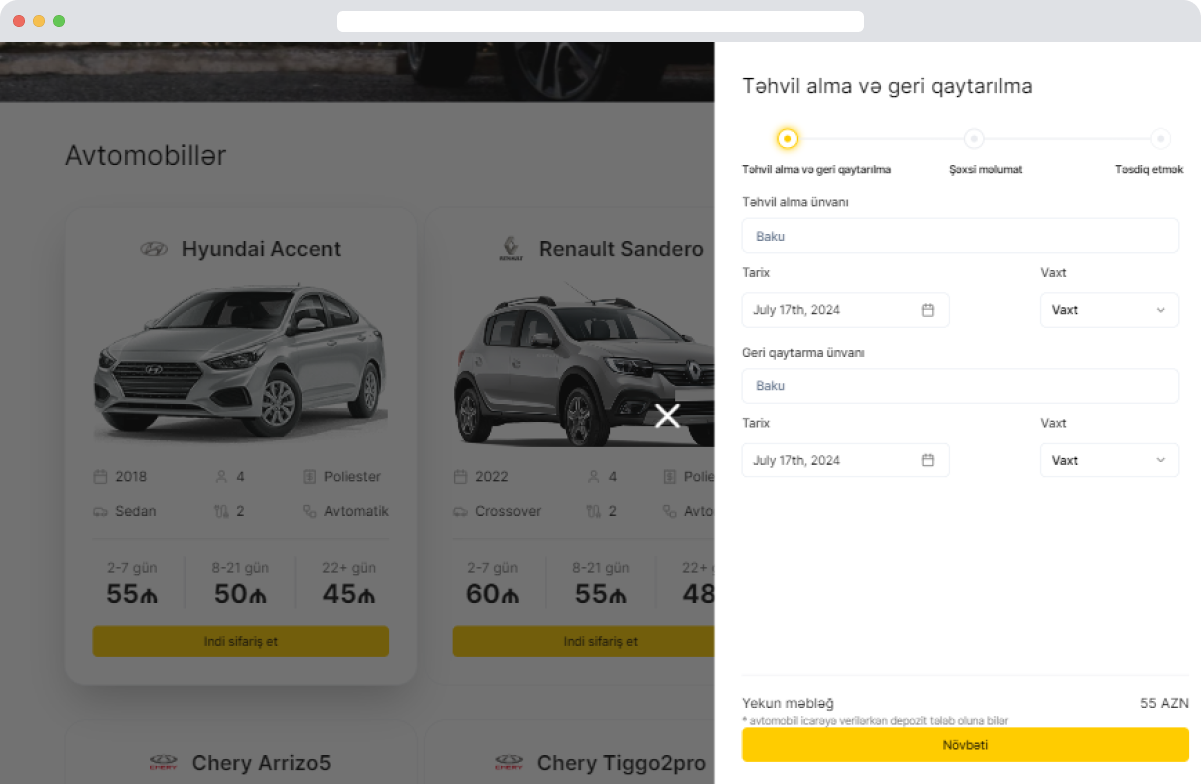 Avtomobillər
Hyundai Accent
2018
4
Poliester
Sedan
2
Avtomatik
2-7 gün
8-21 gün
22+ gün
55₼
50₼
45₼
Indi sifariş et
RENAULT
Renault Sandero
2022
4
Polie
Crossover
2
Avto
2-7 gün
8-21 gün
22+
60₼
55₼
48
Indi sifariş et
CHERY
Chery Arrizo5
CHERY
Chery Tiggo2pro
Təhvil alma və geri qaytarılma
Təhvil alma və geri qaytarılma
Şəxsi məlumat
Təsdiq etmək
Təhvil alma ünvanı
Baku
Tarix
Vaxt
July 17th, 2024
Vaxt
Geri qaytarma ünvanı
Baku
Tarix
Vaxt
July 17th, 2024
Vaxt
Yekun məbləğ
55 AZN
* avtomobil icarəyə verilərkən depozit tələb oluna bilər
Növbəti